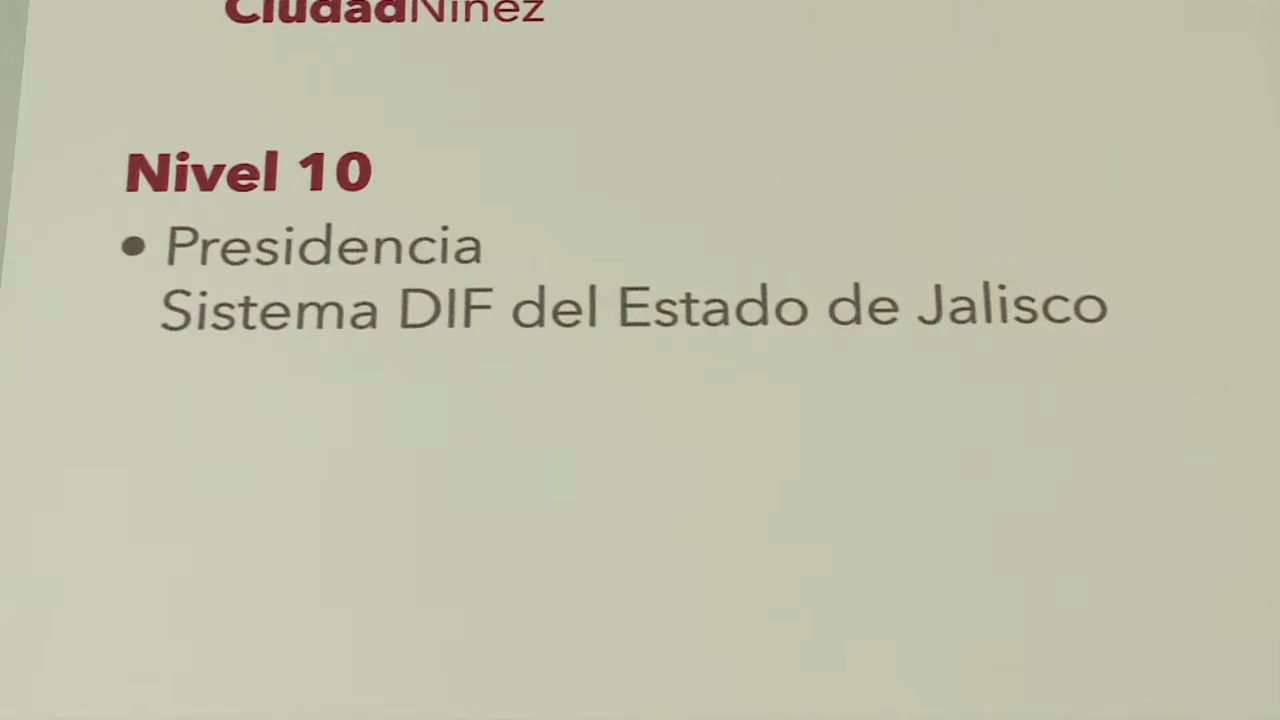 CiudadNiñez
Nivel 10
• Presidencia
Sistema DIF del Estado de Jalisco